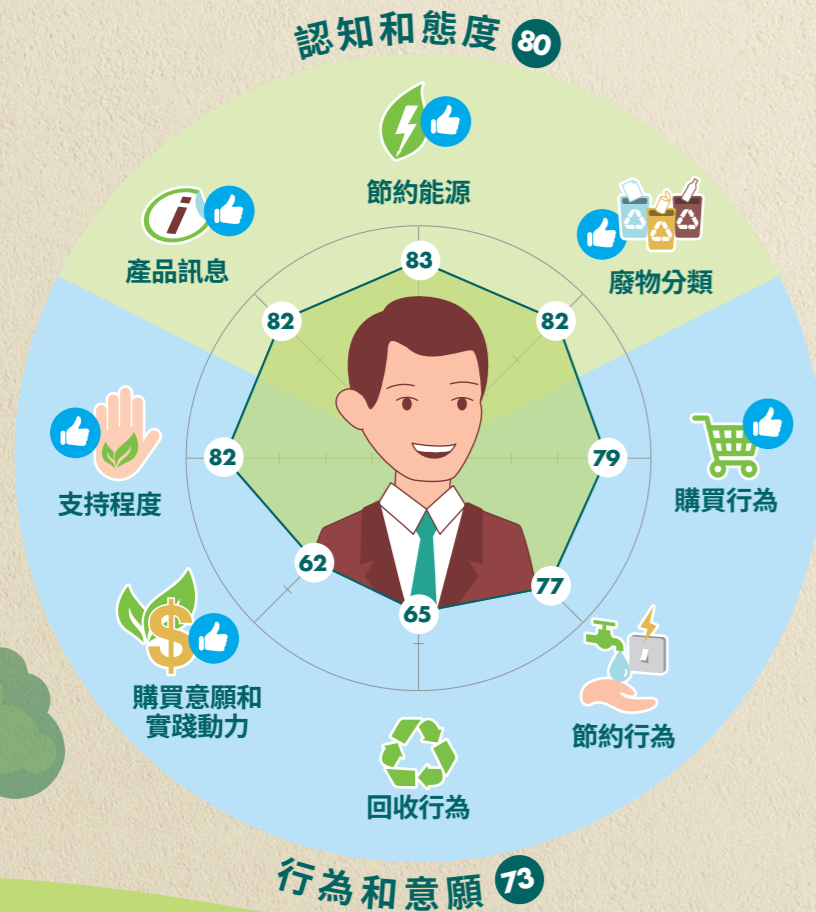 認知和態度 80
節約能源
產品訊息
廢物分類
83
82
82
82
79
支持程度
購買行為
62
77
65
購買意願和
實踐動力
節約行為
回收行為
行為和意願 73